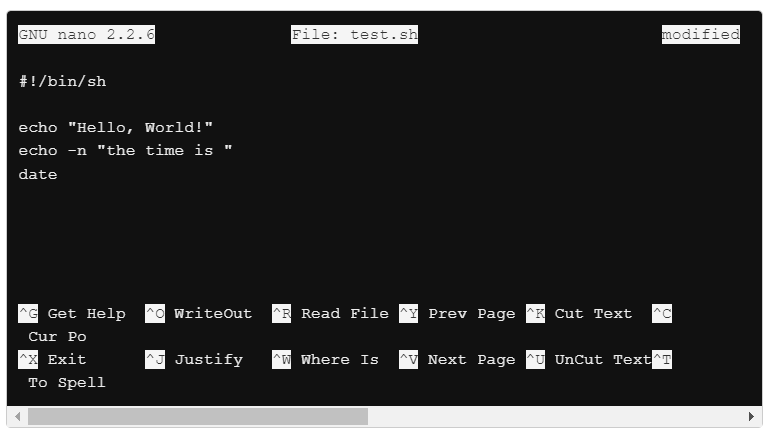 GNU nano 2.2.6 File: test.sh modified
#!/bin/sh
echo "Hello, World!"
echo -n "the time is "
date
^G Get Help ^O WriteOut ^R Read File ^Y Prev Page ^K Cut Text ^C
Cur Po
^X Exit ^J Justify ^W Where Is ^V Next Page ^U UnCut Text^T
To Spell